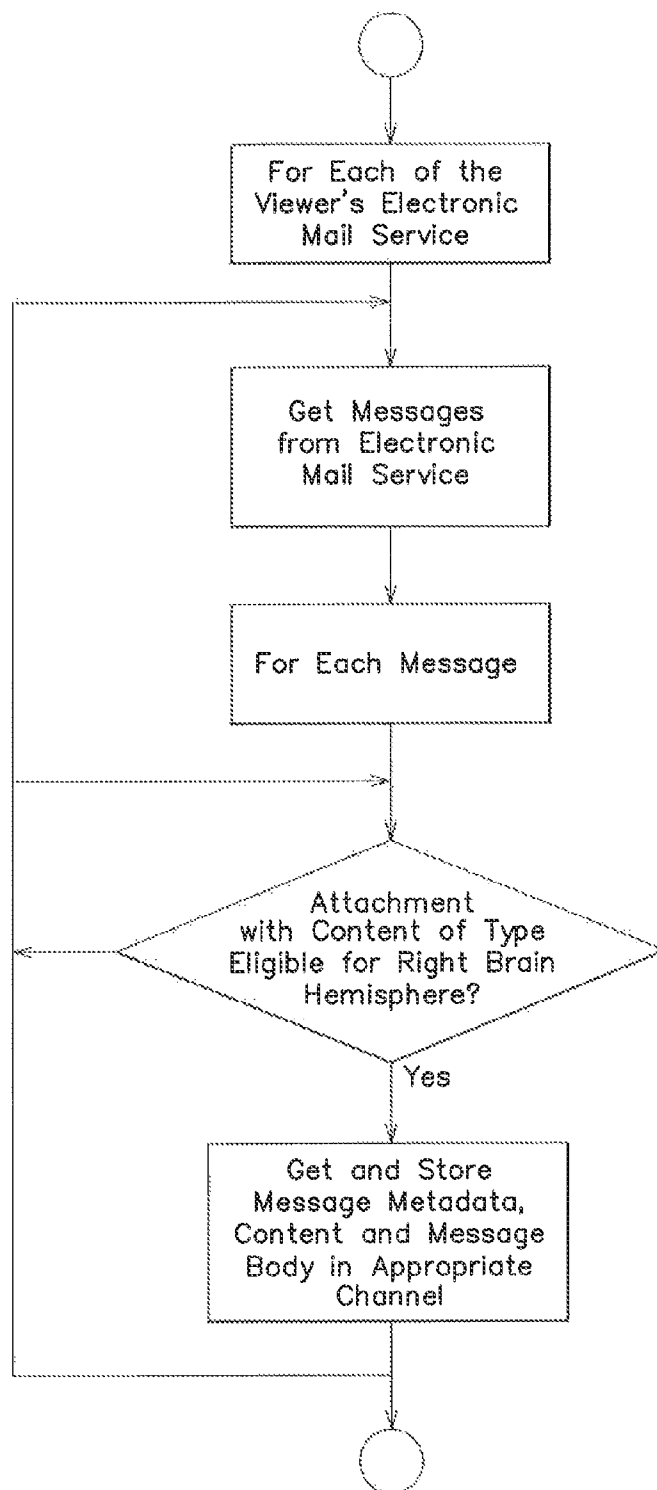 For Each of the
Viewer's Electronic
Mail Service
Get Messages
from Electronic
Mail Service
For Each Message
Attachment
with Content of Type
Eligible for Right Brain
Hemisphere?
Yes
Get and Store
Message Metadata,
Content and Message
Body in Appropriate
Channel